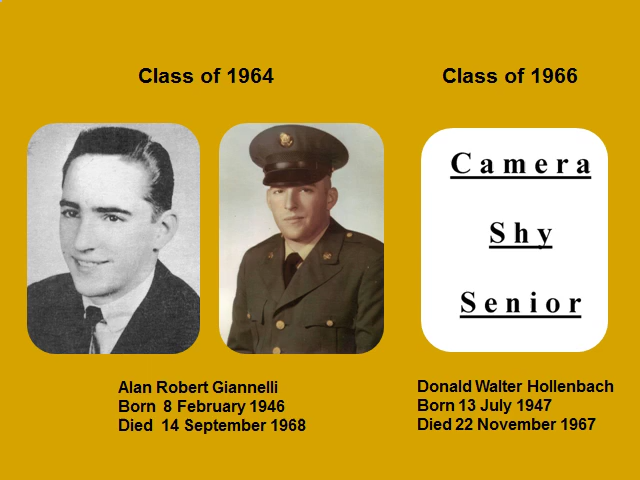 Class of 1964
Class of 1966
Camera
Shy
Senior
Alan Robert Giannelli
Born  8 February 1946
Died  14 September 1968
Donald Walter Hollenbach
Born 13 July 1947
Died 22 November 1967